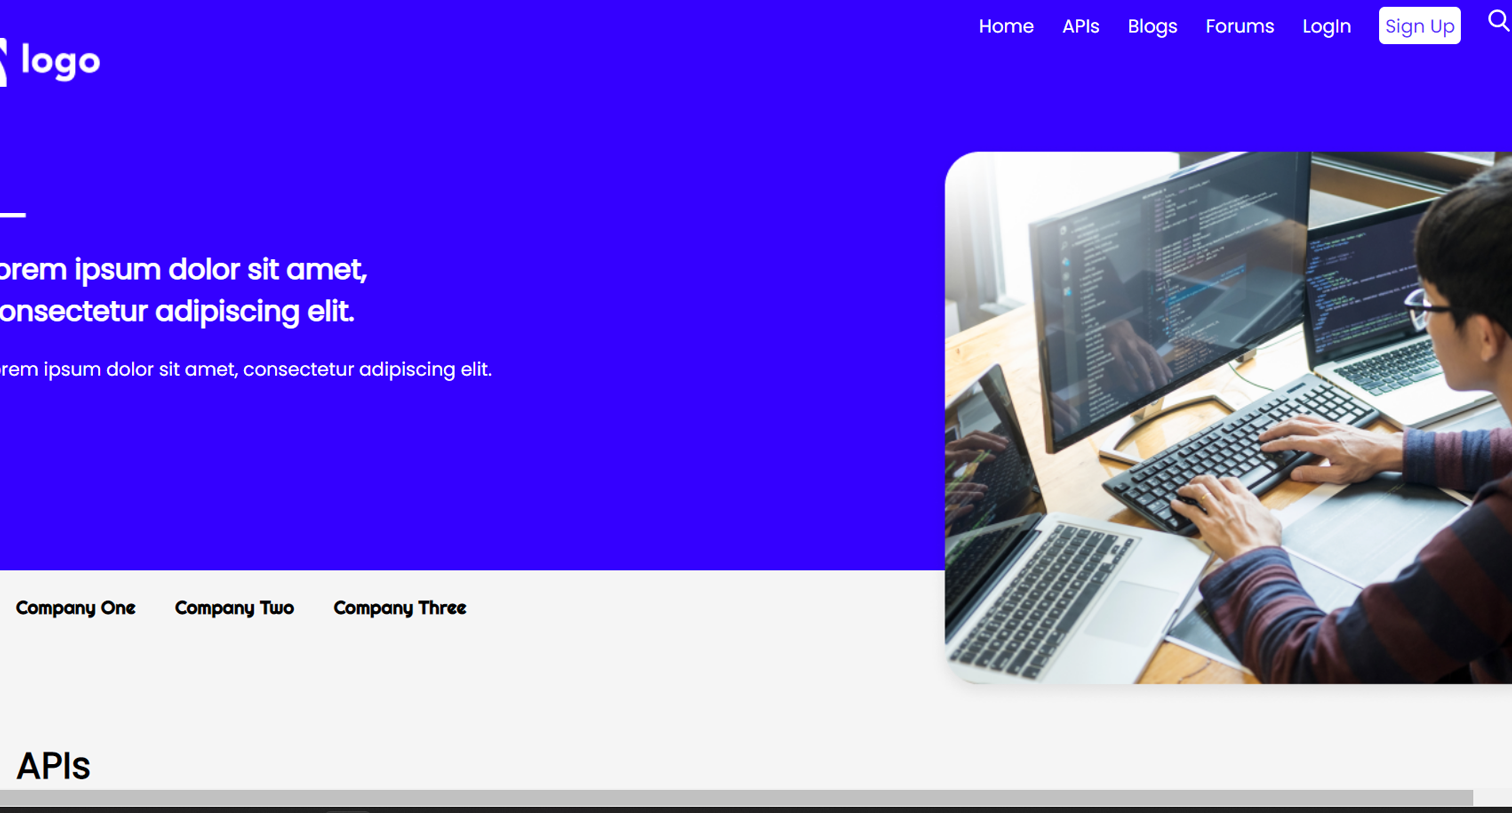 Home APIs Blogs Forums LogIn Sign Up
logo
orem ipsum dolor sit amet,
onsectetur adipiscing elit.
orem ipsum dolor sit amet, consectetur adipiscing elit.
Company One Company Two Company Three
APIs